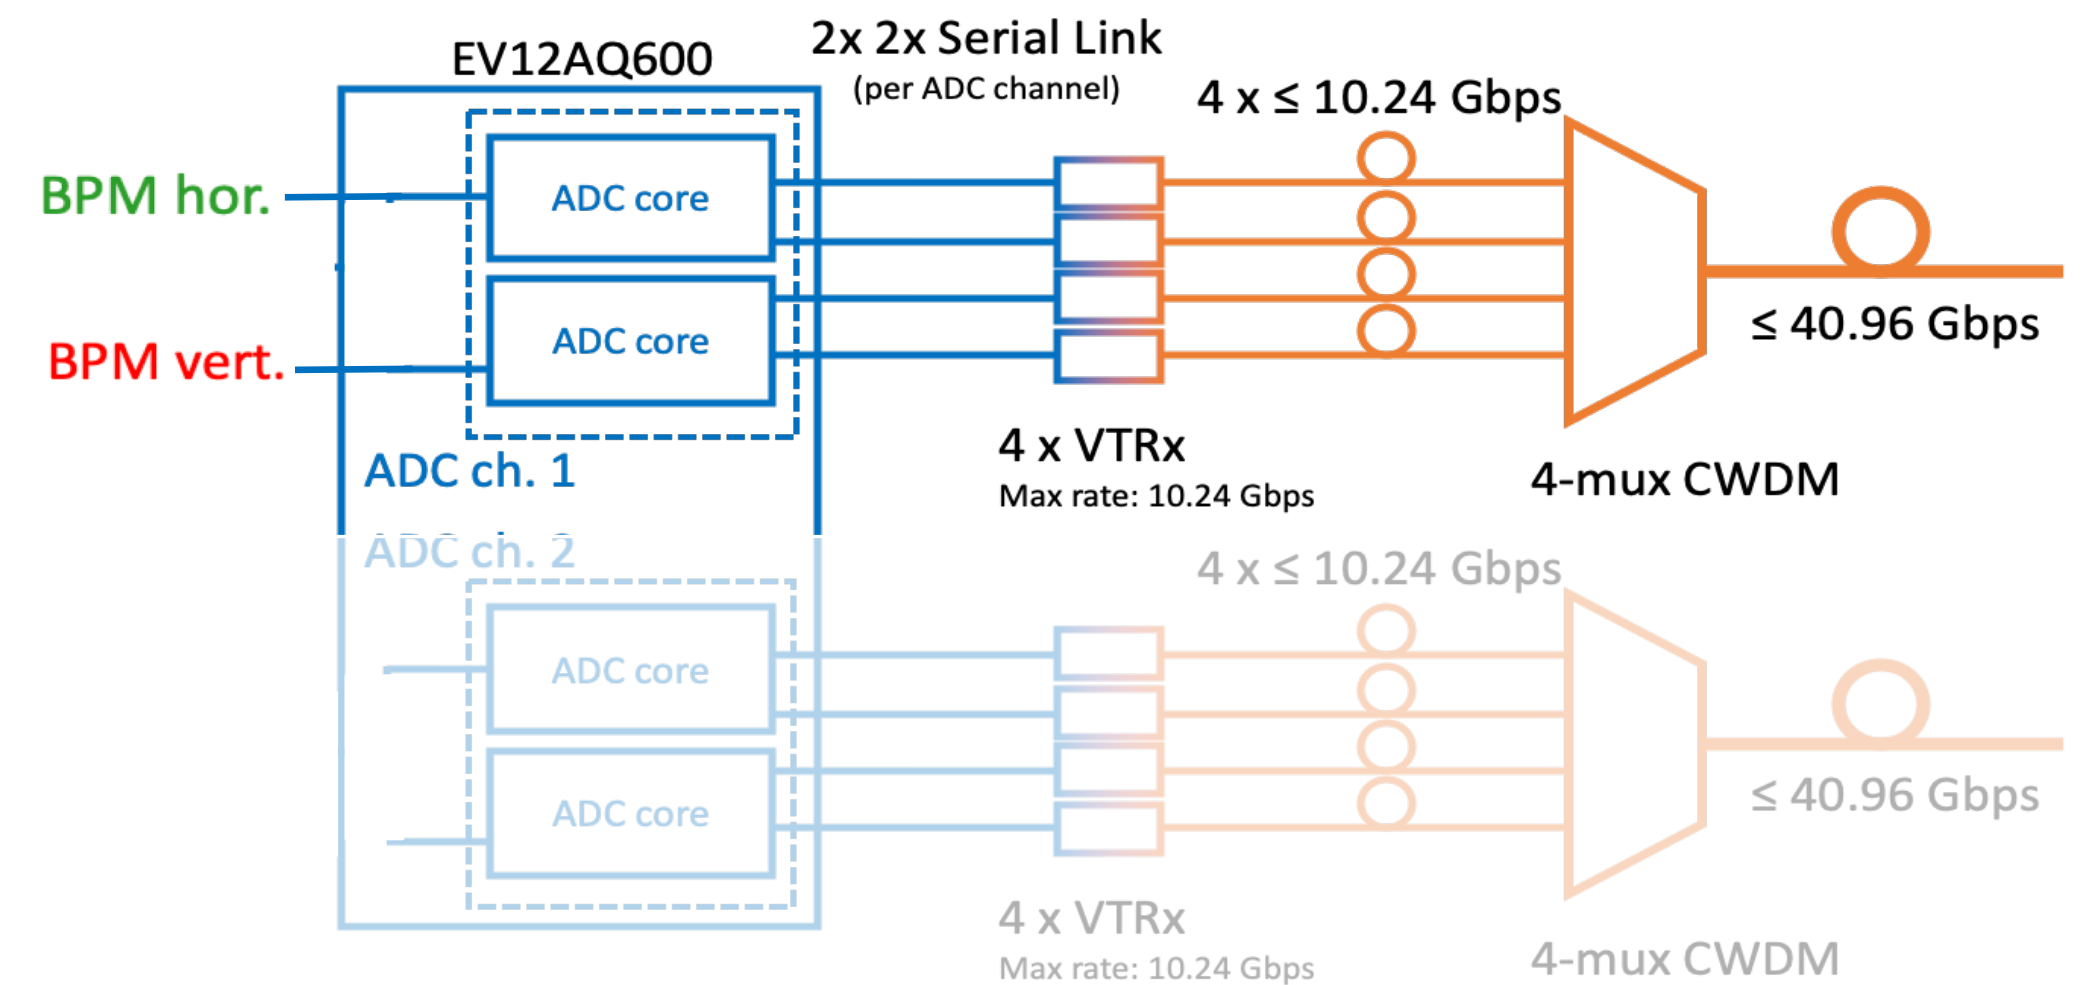 EV12AQ600
2x 2x Serial Link
(per ADC channel)
4 x ≤ 10.24 Gbps
BPM hor.
ADC core
≤ 40.96 Gbps
BPM vert.
ADC core
ADC ch. 1
4 x VTRx
Max rate: 10.24 Gbps
4-mux CWDM
ADC ch. 2
4 x ≤ 10.24 Gbps
ADC core
≤ 40.96 Gbps
ADC core
4 x VTRx
Max rate: 10.24 Gbps
4-mux CWDM